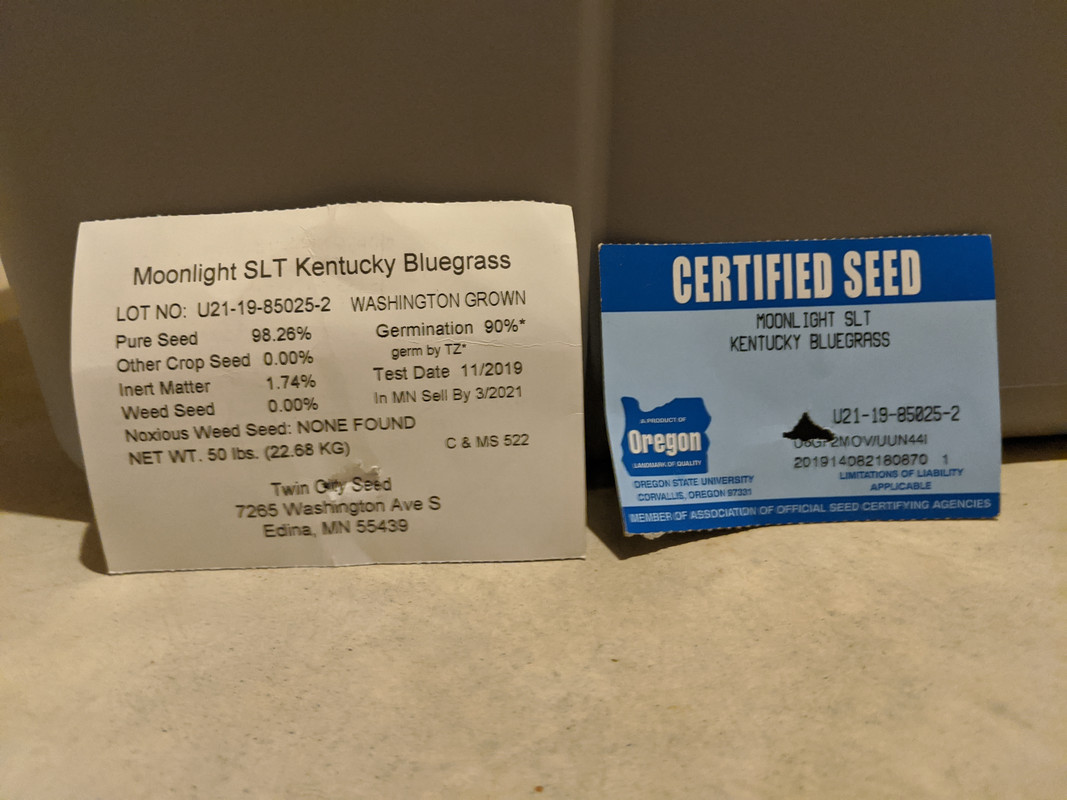 Moonlight SLT Kentucky Bluegrass
LOT NO: U21-19-85025-2 WASHINGTON GROWN
Pure Seed 98.26% Germination 90%*
Other Crop Seed 0.00% germ by TZ*
Inert Matter 1.74% Test Date 11/2019
Weed Seed 0.00% In MN Sell By 3/2021
Noxious Weed Seed: NONE FOUND
NET WT. 50 lbs. (22.68 KG) C & MS 522
Twin City Seed
7265 Washington Ave S
Edina, MN 55439
CERTIFIED SEED
MOONLIGHT SLT
KENTUCKY BLUEGRASS
A PRODUCT OF
Oregon
LANDMARK OF QUALITY
U21-19-85025-2
201914082180870 1
OREGON STATE UNIVERSITY
CORVALLIS, OREGON 97331
LIMITATIONS OF LIABILITY
APPLICABLE
MEMBER OF ASSOCIATION OF OFFICIAL SEED CERTIFYING AGENCIES